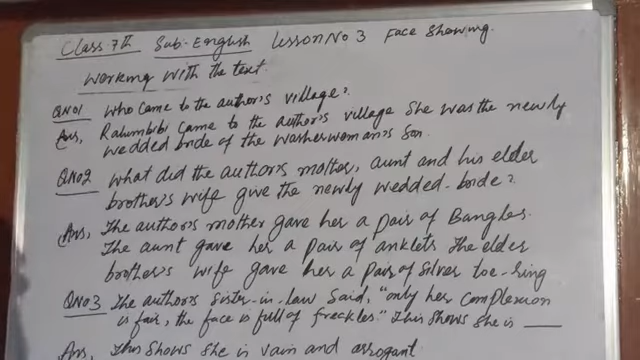 Class. 7th Sub. English Lesson No 3 Face Showing.
Working with the text.
QNo1 Who came to the author's village?
Ans, Rahmbibi came to the author's village She was the newly
wedded bride of the washerwoman's son.
QNo2 What did the author's mother, aunt and his elder
brother's wife give the newly wedded bride?
Ans, The author's mother gave her a pair of Bangles.
The aunt gave her a pair of anklets The elder
brother's wife gave her a pair of silver toe-ring
QNo3 The author's sister-in-law said, "only her complexion
is fair, the face is full of freckles." This shows she is ____
Ans, This shows she is vain and arrogant